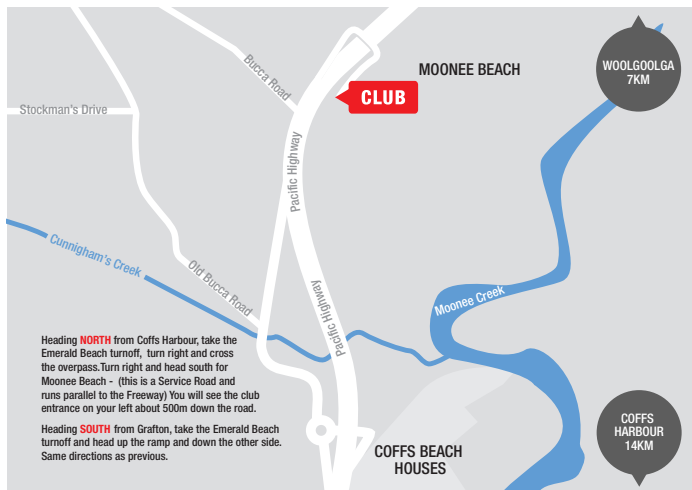 WOOLGOOLGA
7KM
MOONEE BEACH
CLUB
Bucca Road
Stockman's Drive
Pacific Highway
Cunnigham's Creek
Old Bucca Road
Pacific Highway
Moonee Creek
Heading NORTH from Coffs Harbour, take the
Emerald Beach turnoff, turn right and cross
the overpass.Turn right and head south for
Moonee Beach - (this is a Service Road and
runs parallel to the Freeway) You will see the club
entrance on your left about 500m down the road.
Heading SOUTH from Grafton, take the Emerald Beach
turnoff and head up the ramp and down the other side.
Same directions as previous.
COFFS BEACH
HOUSES
COFFS
HARBOUR
14KM